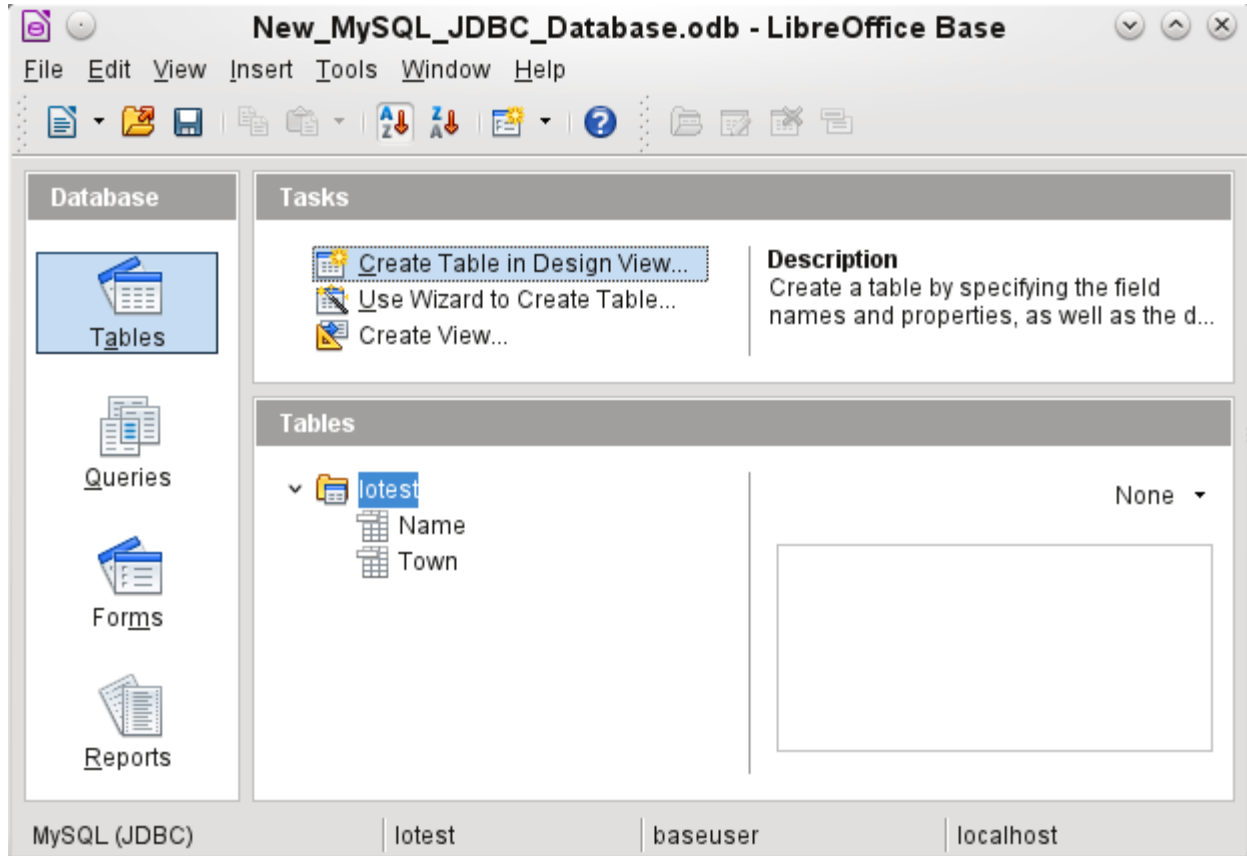 New_MySQL_JDBC_Database.odb - LibreOffice Base
File Edit View Insert Tools Window Help
Database
Tables
Queries
Forms
Reports
Tasks
Create Table in Design View...
Use Wizard to Create Table...
Create View...
Description
Create a table by specifying the field
names and properties, as well as the d...
Tables
lotest
Name
Town
None
MySQL (JDBC) lotest baseuser localhost